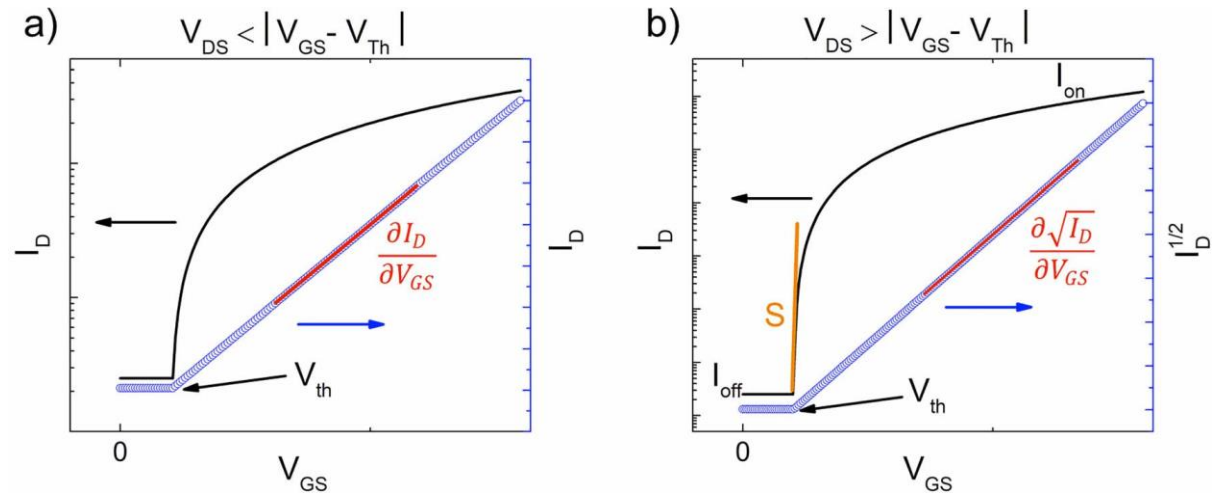 a)
V_DS < | V_GS - V_Th |
I_D
∂I_D
∂V_GS
V_th
0
V_GS
I_D
b)
V_DS > | V_GS - V_Th |
I_on
I_D
∂√I_D
∂V_GS
S
I_off
V_th
0
V_GS
I_D^1/2